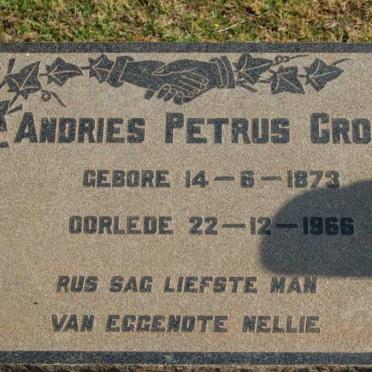 ANDRIES PETRUS CRO
GEBORE 14-6-1873
OORLEDE 22-12-1966
RUS SAG LIEFSTE MAN
VAN EGGENOTE NELLIE